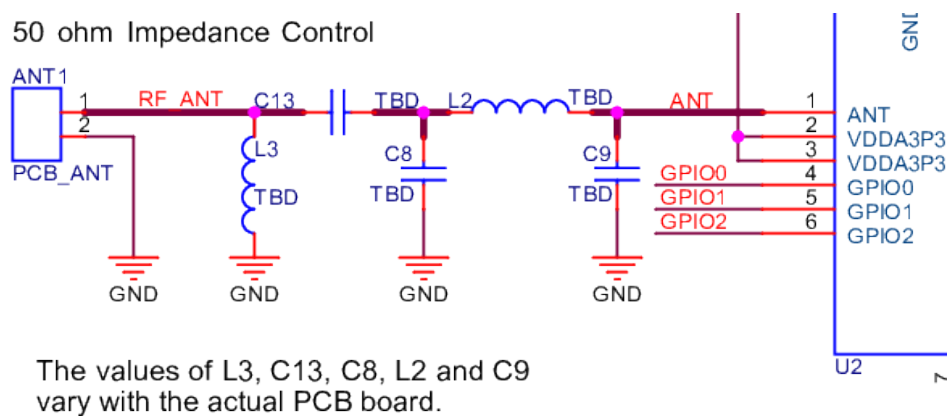 50 ohm Impedance Control
GND
ANT1
1
RF_ANT
C13
TBD
L2
TBD
ANT
1
ANT
2
2
VDDA3P3
PCB_ANT
L3
C8
C9
3
VDDA3P3
TBD
TBD
TBD
GPIO0
4
GPIO0
GPIO1
5
GPIO1
GPIO2
6
GPIO2
GND
GND
GND
GND
The values of L3, C13, C8, L2 and C9
vary with the actual PCB board.
U2
7